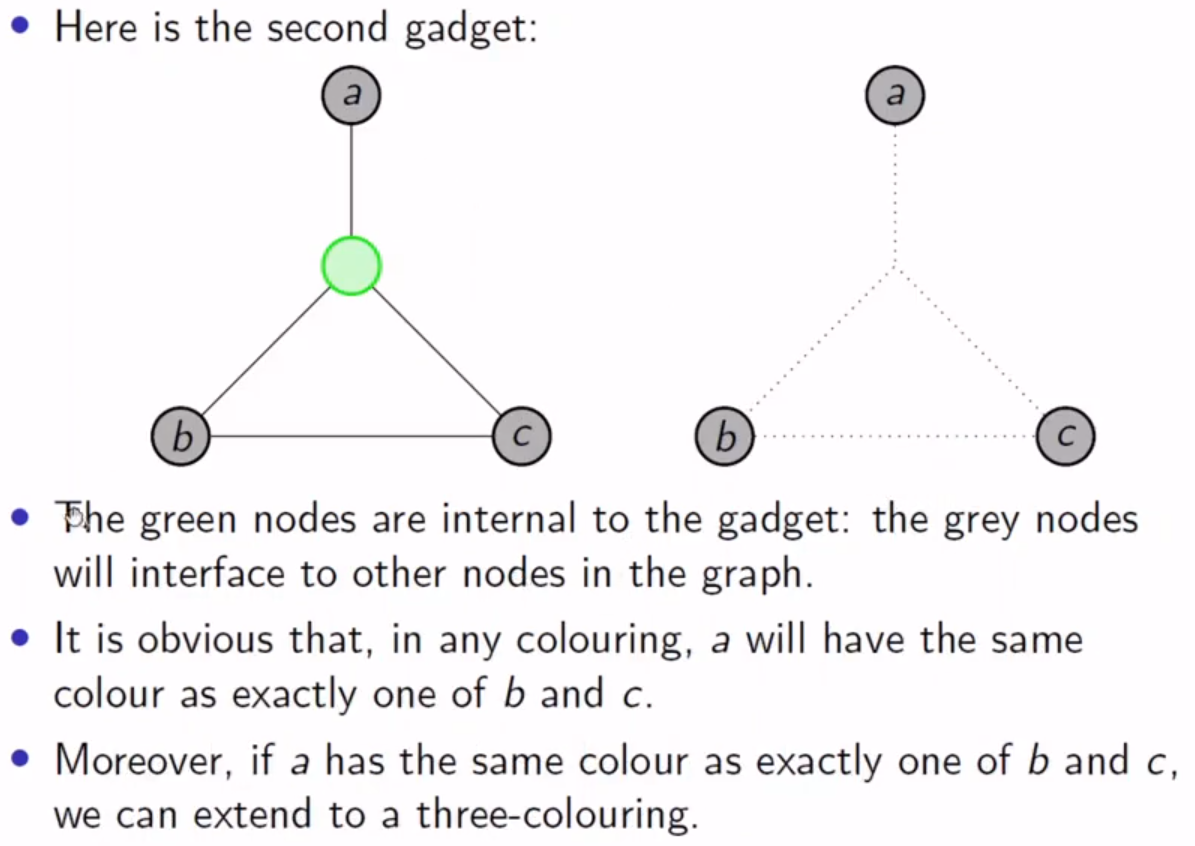 Here is the second gadget:
a
a
b
c
b
c
The green nodes are internal to the gadget: the grey nodes
will interface to other nodes in the graph.
It is obvious that, in any colouring, a will have the same
colour as exactly one of b and c.
Moreover, if a has the same colour as exactly one of b and c,
we can extend to a three-colouring.